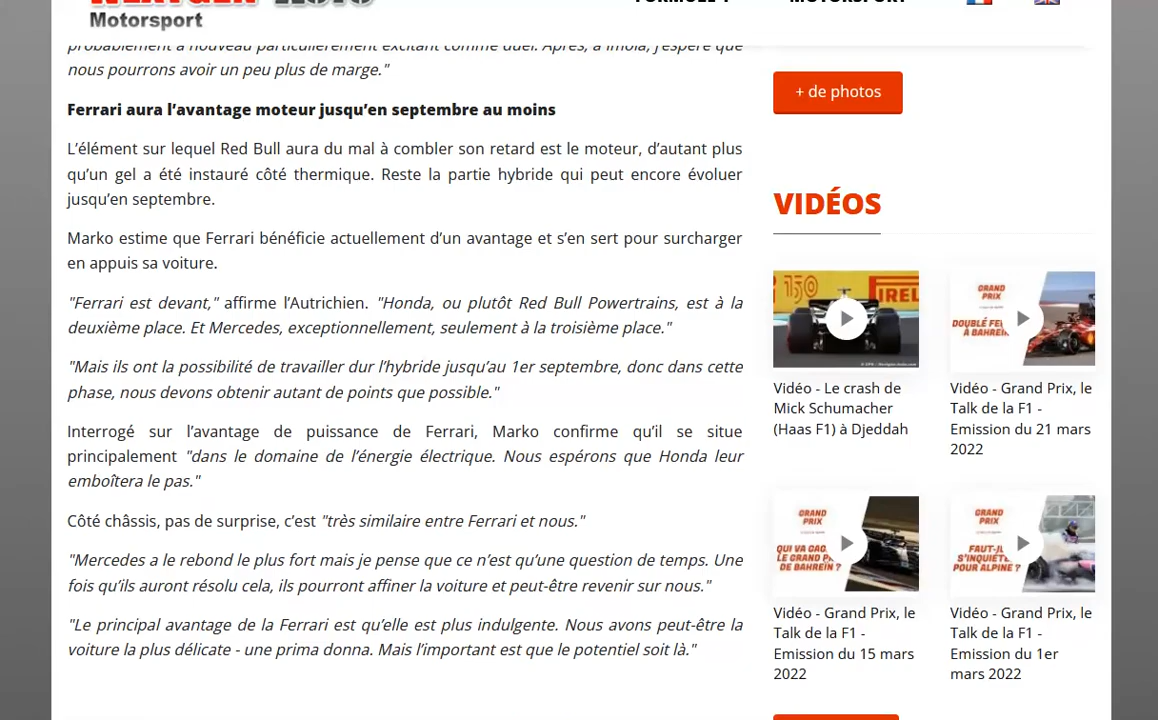 NEXTGEN-AUTO
Motorsport
FORMULE 1
MOTORSPORT
probablement à nouveau particulièrement excitant comme duel. Après, à Imola, j'espère que
nous pourrons avoir un peu plus de marge."
Ferrari aura l’avantage moteur jusqu’en septembre au moins
L’élément sur lequel Red Bull aura du mal à combler son retard est le moteur, d’autant plus
qu’un gel a été instauré côté thermique. Reste la partie hybride qui peut encore évoluer
jusqu’en septembre.
Marko estime que Ferrari bénéficie actuellement d’un avantage et s’en sert pour surcharger
en appuis sa voiture.
"Ferrari est devant," affirme l’Autrichien. "Honda, ou plutôt Red Bull Powertrains, est à la
deuxième place. Et Mercedes, exceptionnellement, seulement à la troisième place."
"Mais ils ont la possibilité de travailler dur l’hybride jusqu’au 1er septembre, donc dans cette
phase, nous devons obtenir autant de points que possible."
Interrogé sur l’avantage de puissance de Ferrari, Marko confirme qu’il se situe
principalement "dans le domaine de l’énergie électrique. Nous espérons que Honda leur
emboîtera le pas."
Côté châssis, pas de surprise, c’est "très similaire entre Ferrari et nous."
"Mercedes a le rebond le plus fort mais je pense que ce n’est qu’une question de temps. Une
fois qu’ils auront résolu cela, ils pourront affiner la voiture et peut-être revenir sur nous."
"Le principal avantage de la Ferrari est qu’elle est plus indulgente. Nous avons peut-être la
voiture la plus délicate - une prima donna. Mais l’important est que le potentiel soit là."
+ de photos
VIDÉOS
Vidéo - Le crash de
Mick Schumacher
(Haas F1) à Djeddah
GRAND
PRIX
DOUBLÉ
À BAHREIN
Vidéo - Grand Prix, le
Talk de la F1 -
Emission du 21 mars
2022
GRAND
PRIX
QUI VA
LE GRAND
DE BAHREÏN ?
Vidéo - Grand Prix, le
Talk de la F1 -
Emission du 15 mars
2022
GRAND
PRIX
FAUT-IL
S'INQUIÉTER
POUR ALPINE ?
Vidéo - Grand Prix, le
Talk de la F1 -
Emission du 1er
mars 2022